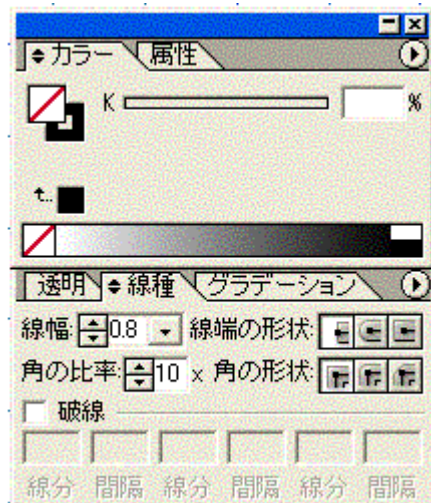 カラー 属性
K %
透明 線種 グラデーション
線幅: 0.8 線端の形状:
角の比率: 10 x 角の形状:
破線
線分 間隔 線分 間隔 線分 間隔